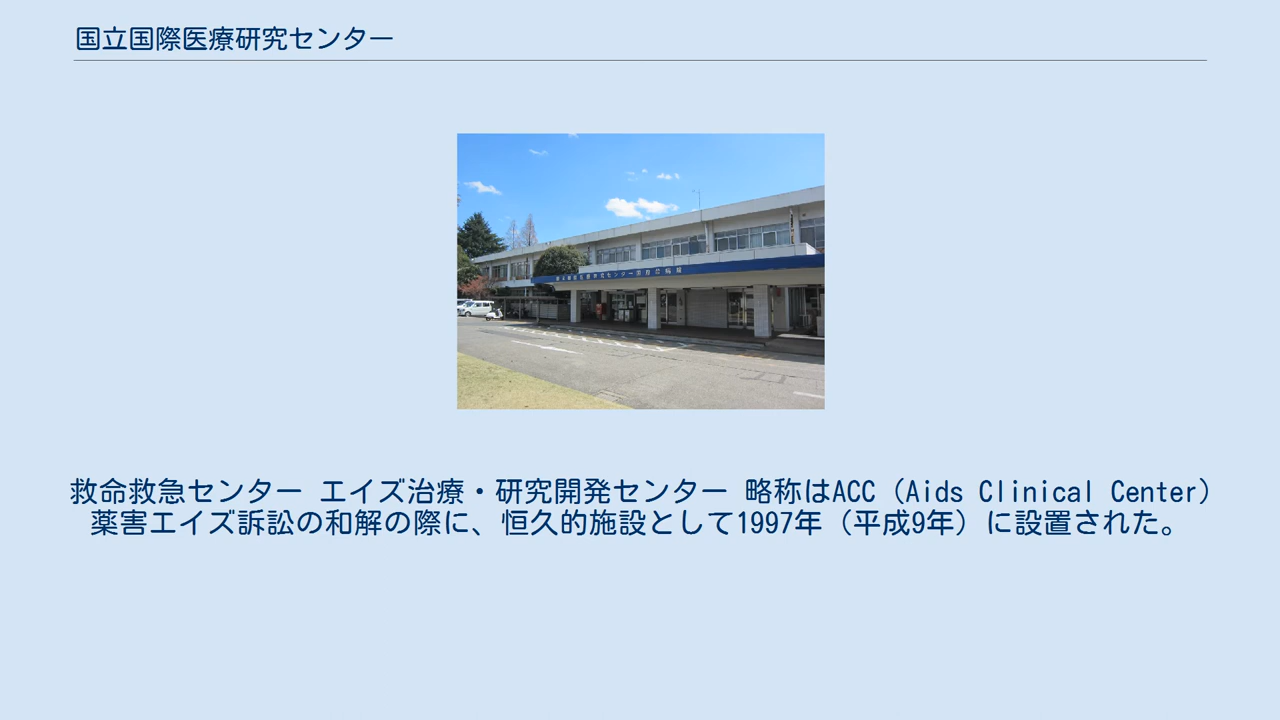 国立国際医療研究センター
救命救急センター エイズ治療・研究開発センター 略称はACC（Aids Clinical Center）
薬害エイズ訴訟の和解の際に、恒久的施設として1997年（平成9年）に設置された。